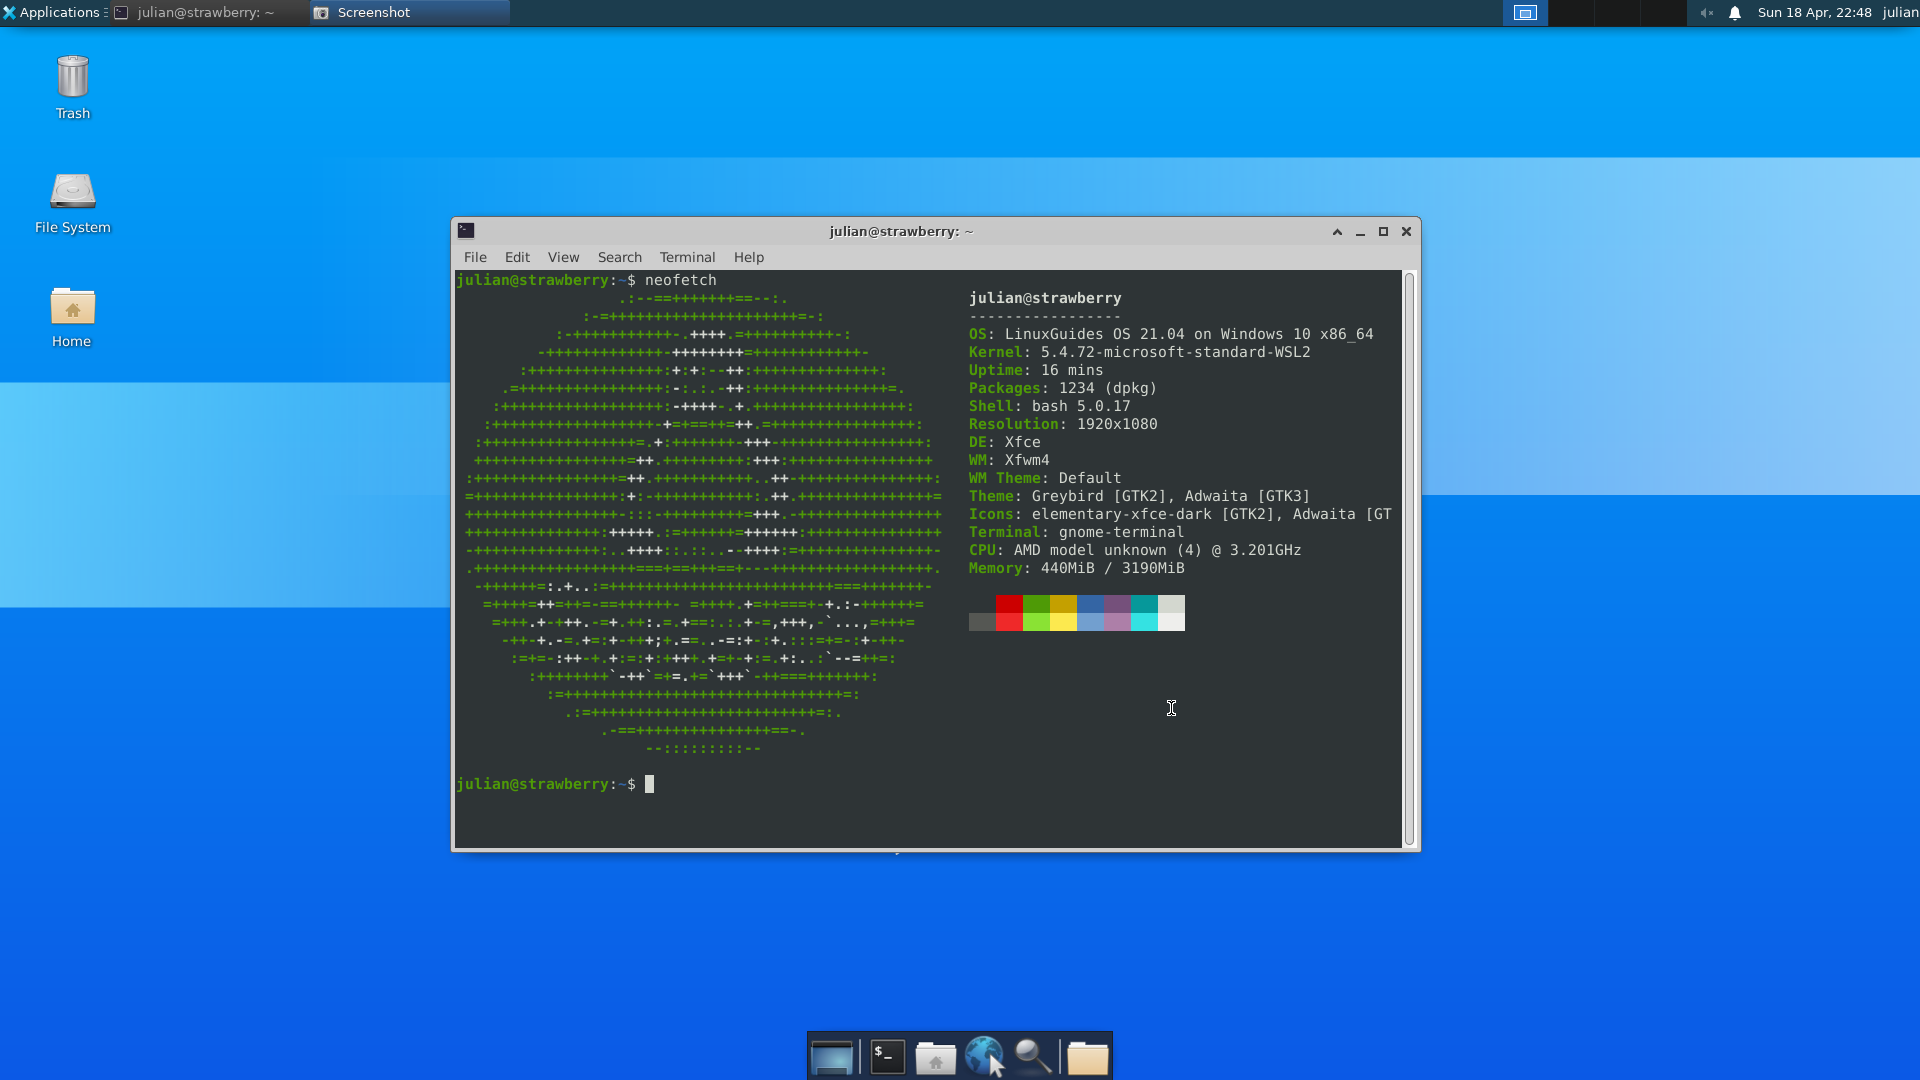 Applications
julian@strawberry: ~
Screenshot
Sun 18 Apr, 22:48
julian
Trash
File System
Home
julian@strawberry: ~
File Edit View Search Terminal Help
julian@strawberry:~$ neofetch
julian@strawberry
-----------------
OS: LinuxGuides OS 21.04 on Windows 10 x86_64
Kernel: 5.4.72-microsoft-standard-WSL2
Uptime: 16 mins
Packages: 1234 (dpkg)
Shell: bash 5.0.17
Resolution: 1920x1080
DE: Xfce
WM: Xfwm4
WM Theme: Default
Theme: Greybird [GTK2], Adwaita [GTK3]
Icons: elementary-xfce-dark [GTK2], Adwaita [GT
Terminal: gnome-terminal
CPU: AMD model unknown (4) @ 3.201GHz
Memory: 440MiB / 3190MiB
julian@strawberry:~$
$_